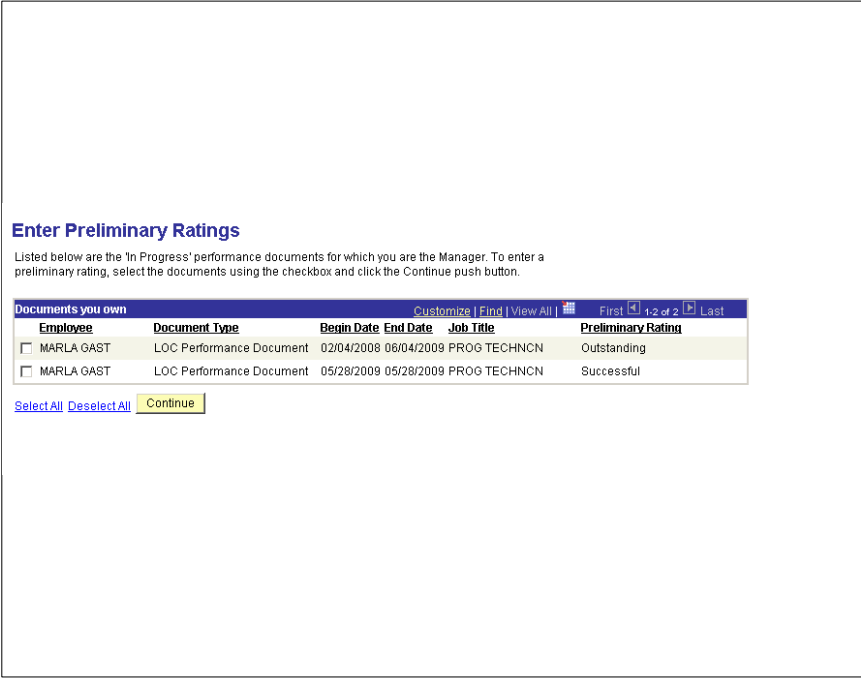 Enter Preliminary Ratings
Listed below are the 'In Progress' performance documents for which you are the Manager. To enter a
preliminary rating, select the documents using the checkbox and click the Continue push button.
Documents you own Customize | Find | View All | First 1-2 of 2 Last
Employee Document Type Begin Date End Date Job Title Preliminary Rating
MARLA GAST LOC Performance Document 02/04/2008 06/04/2009 PROG TECHNCN Outstanding
MARLA GAST LOC Performance Document 05/28/2009 05/28/2009 PROG TECHNCN Successful
Select All Deselect All Continue